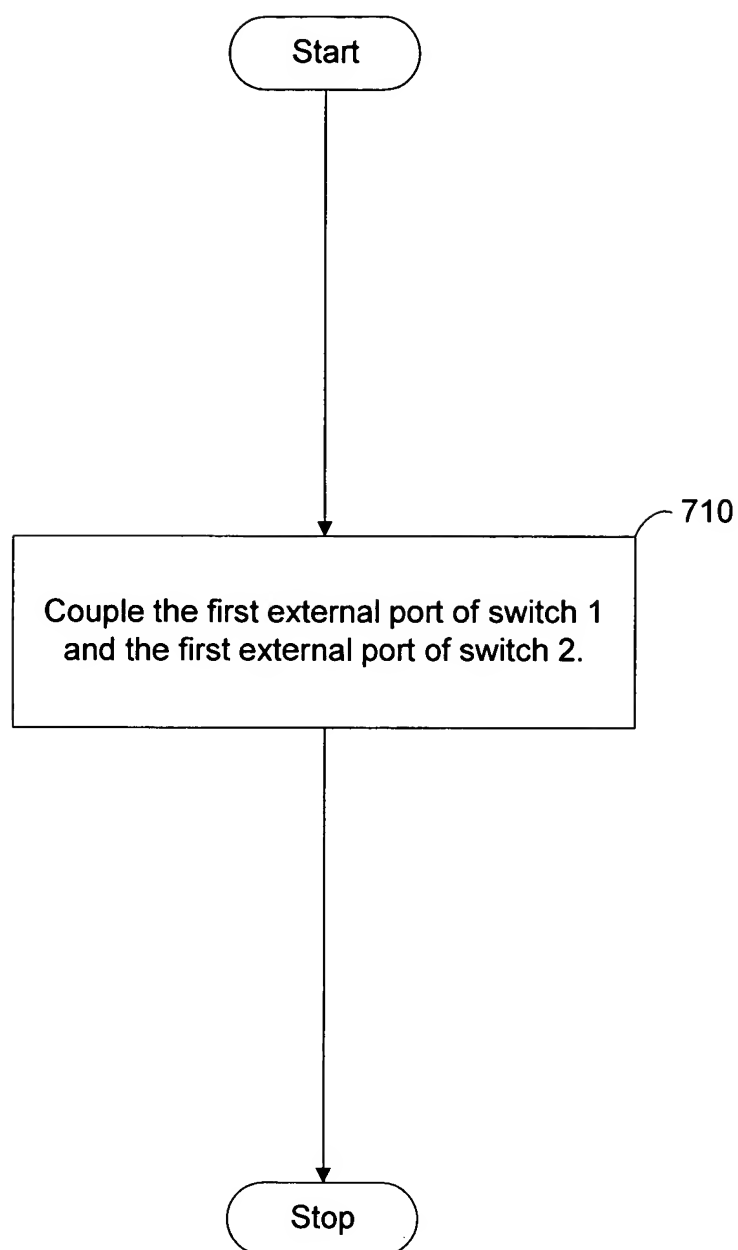 Start
710
Couple the first external port of switch 1
and the first external port of switch 2.
Stop